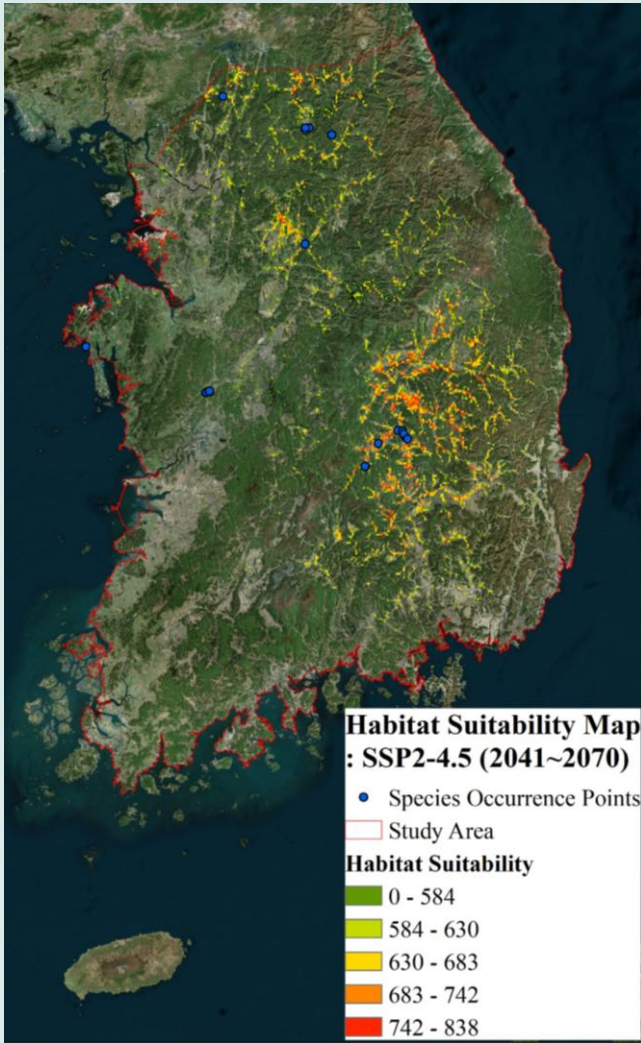 Habitat Suitability Map
: SSP2-4.5 (2041~2070)
Species Occurrence Points
Study Area
Habitat Suitability
0 - 584
584 - 630
630 - 683
683 - 742
742 - 838